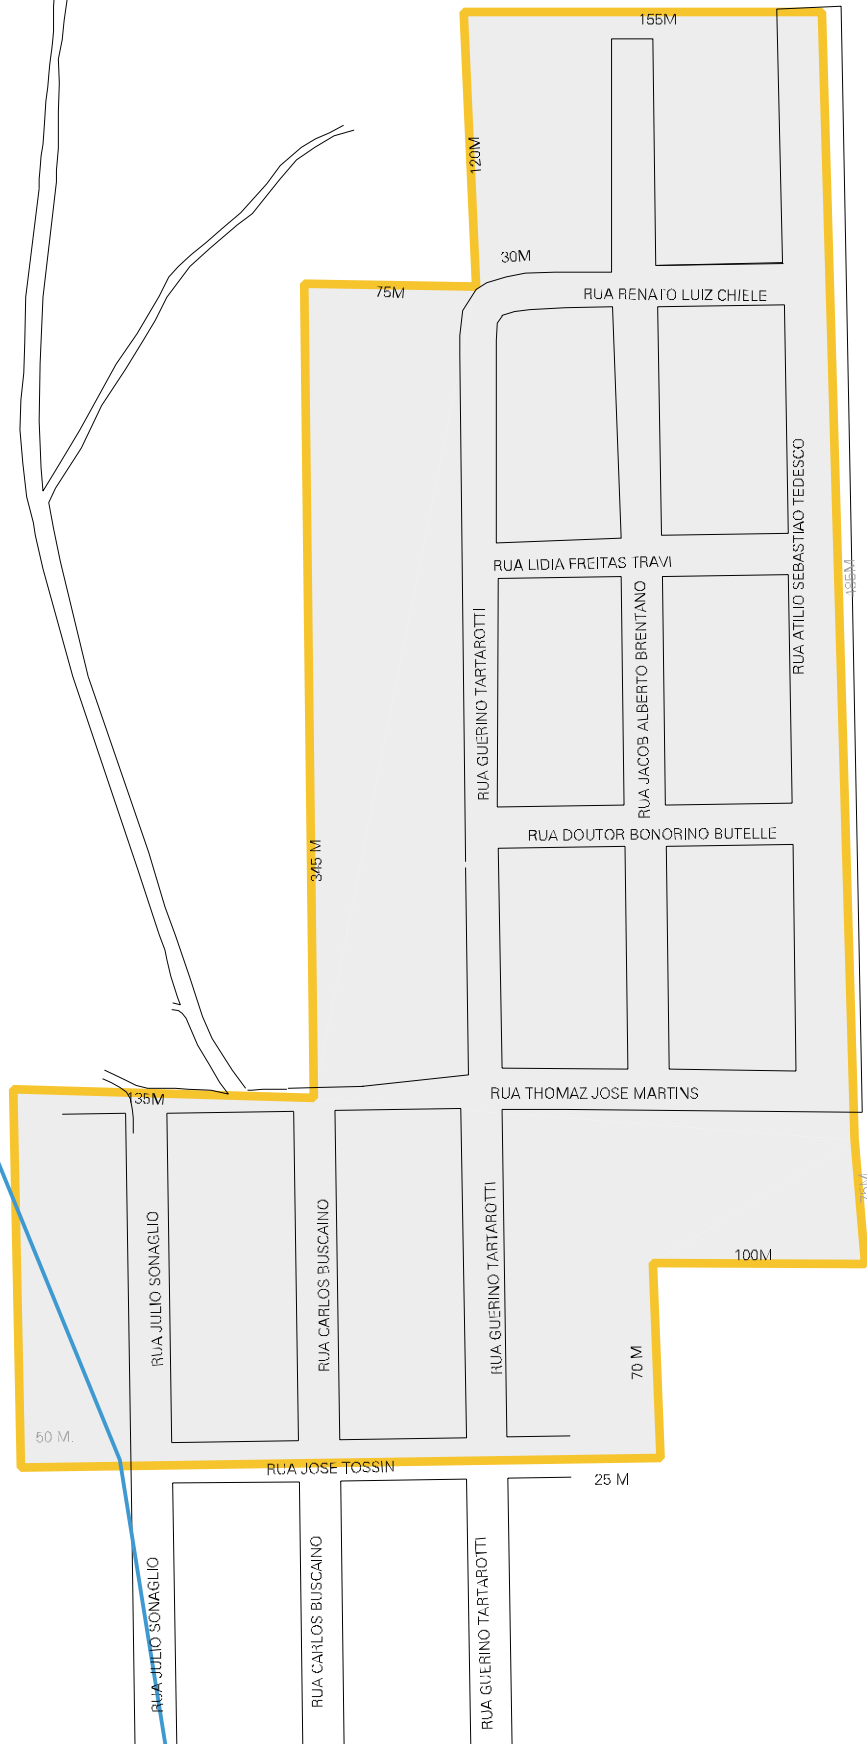 155M
120M
30M
75M
RUA RENATO LUIZ CHIELE
RUA ATILIO SEBASTIAO TEDESCO
RUA LIDIA FREITAS TRAVI
RUA GUERINO TARTAROTTI
RUA JACOB ALBERTO BRENTANO
RUA DOUTOR BONORINO BUTELLE
345 M
RUA THOMAZ JOSE MARTINS
135M
RUA JULIO SONAGLIO
RUA CARLOS BUSCAINO
RUA GUERINO TARTAROTTI
100M
70 M
50 M.
RUA JOSE TOSSIN
25 M
RUA JULIO SONAGLIO
RUA CARLOS BUSCAINO
RUA GUERINO TARTAROTTI